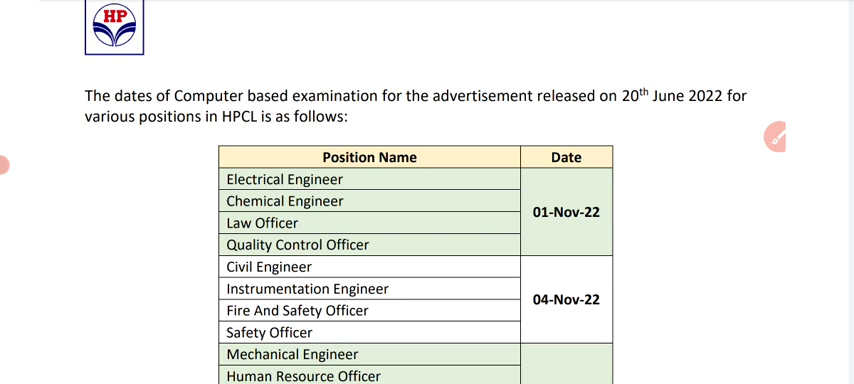 HP
The dates of Computer based examination for the advertisement released on 20th June 2022 for
various positions in HPCL is as follows:
Position Name Date
Electrical Engineer
Chemical Engineer
Law Officer
Quality Control Officer
01-Nov-22
Civil Engineer
Instrumentation Engineer
Fire And Safety Officer
Safety Officer
04-Nov-22
Mechanical Engineer
Human Resource Officer